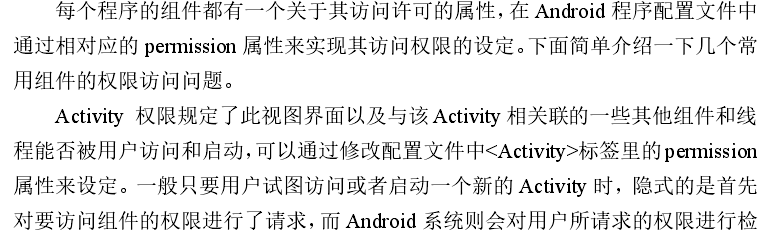 每个程序的组件都有一个关于其访问许可的属性，在 Android 程序配置文件中
通过相对应的 permission 属性来实现其访问权限的设定。下面简单介绍一下几个常
用组件的权限访问问题。
Activity 权限规定了此视图界面以及与该 Activity 相关联的一些其他组件和线
程能否被用户访问和启动，可以通过修改配置文件中<Activity>标签里的 permission
属性来设定。一般只要用户试图访问或者启动一个新的 Activity 时，隐式的是首先
对要访问组件的权限进行了请求，而 Android 系统则会对用户所请求的权限进行检